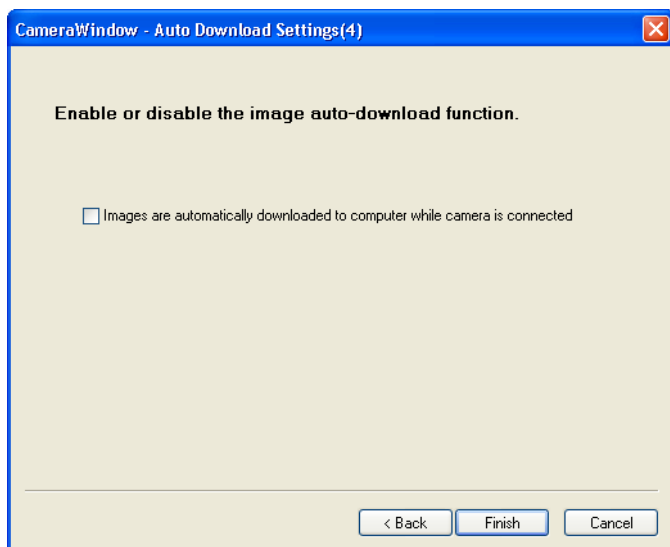 CameraWindow - Auto Download Settings(4)
Enable or disable the image auto-download function.
Images are automatically downloaded to computer while camera is connected
< Back Finish Cancel